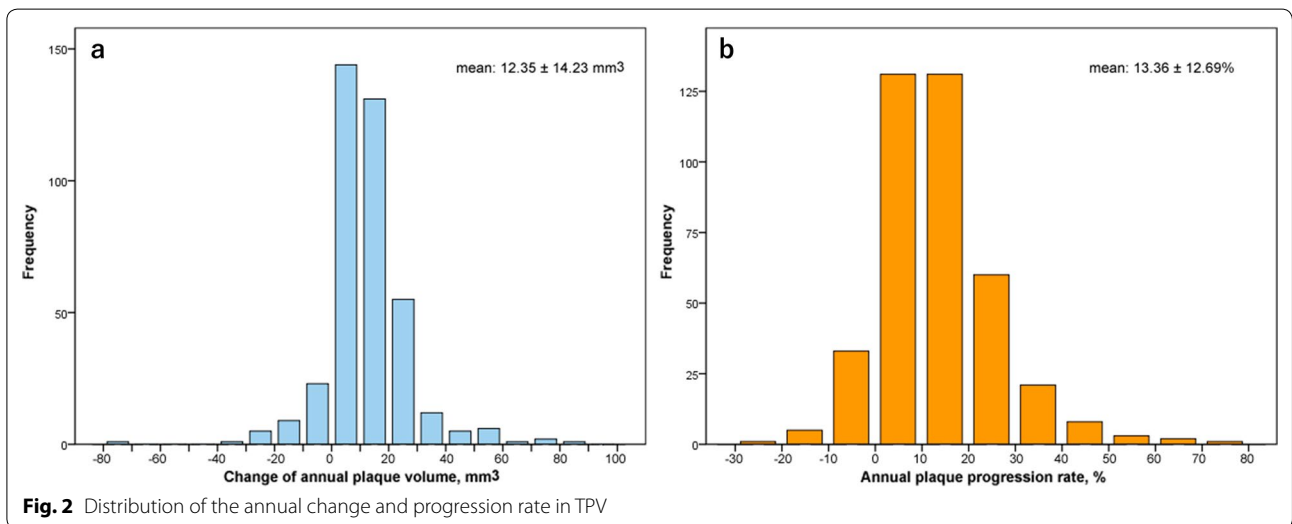 a
mean: 12.35 ± 14.23 mm3
150
100
50
0
Frequency
-80 -60 -40 -20 0 20 40 60 80 100
Change of annual plaque volume, mm3
b
mean: 13.36 ± 12.69%
125
100
75
50
25
0
Frequency
-30 -20 -10 0 10 20 30 40 50 60 70 80
Annual plaque progression rate, %
Fig. 2 Distribution of the annual change and progression rate in TPV